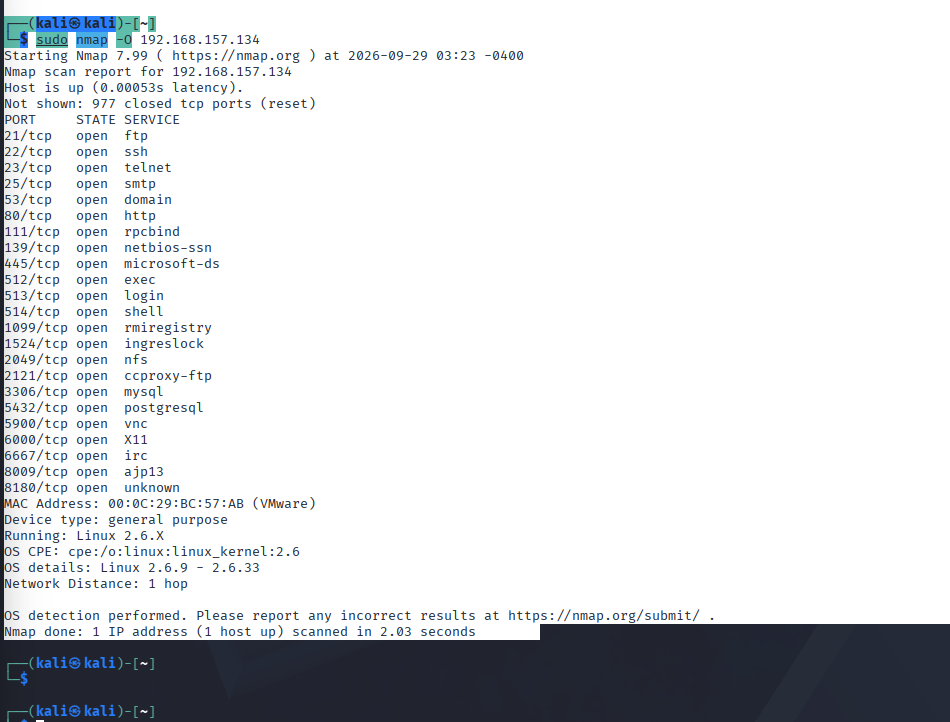 ┌──(kali㉿kali)-[~]
└─$ sudo nmap -O 192.168.157.134
Starting Nmap 7.99 ( https://nmap.org ) at 2026-09-29 03:23 -0400
Nmap scan report for 192.168.157.134
Host is up (0.00053s latency).
Not shown: 977 closed tcp ports (reset)
PORT     STATE SERVICE
21/tcp   open  ftp
22/tcp   open  ssh
23/tcp   open  telnet
25/tcp   open  smtp
53/tcp   open  domain
80/tcp   open  http
111/tcp  open  rpcbind
139/tcp  open  netbios-ssn
445/tcp  open  microsoft-ds
512/tcp  open  exec
513/tcp  open  login
514/tcp  open  shell
1099/tcp open  rmiregistry
1524/tcp open  ingreslock
2049/tcp open  nfs
2121/tcp open  ccproxy-ftp
3306/tcp open  mysql
5432/tcp open  postgresql
5900/tcp open  vnc
6000/tcp open  X11
6667/tcp open  irc
8009/tcp open  ajp13
8180/tcp open  unknown
MAC Address: 00:0C:29:BC:57:AB (VMware)
Device type: general purpose
Running: Linux 2.6.X
OS CPE: cpe:/o:linux:linux_kernel:2.6
OS details: Linux 2.6.9 - 2.6.33
Network Distance: 1 hop
OS detection performed. Please report any incorrect results at https://nmap.org/submit/ .
Nmap done: 1 IP address (1 host up) scanned in 2.03 seconds
┌──(kali㉿kali)-[~]
└─$
┌──(kali㉿kali)-[~]
└─$